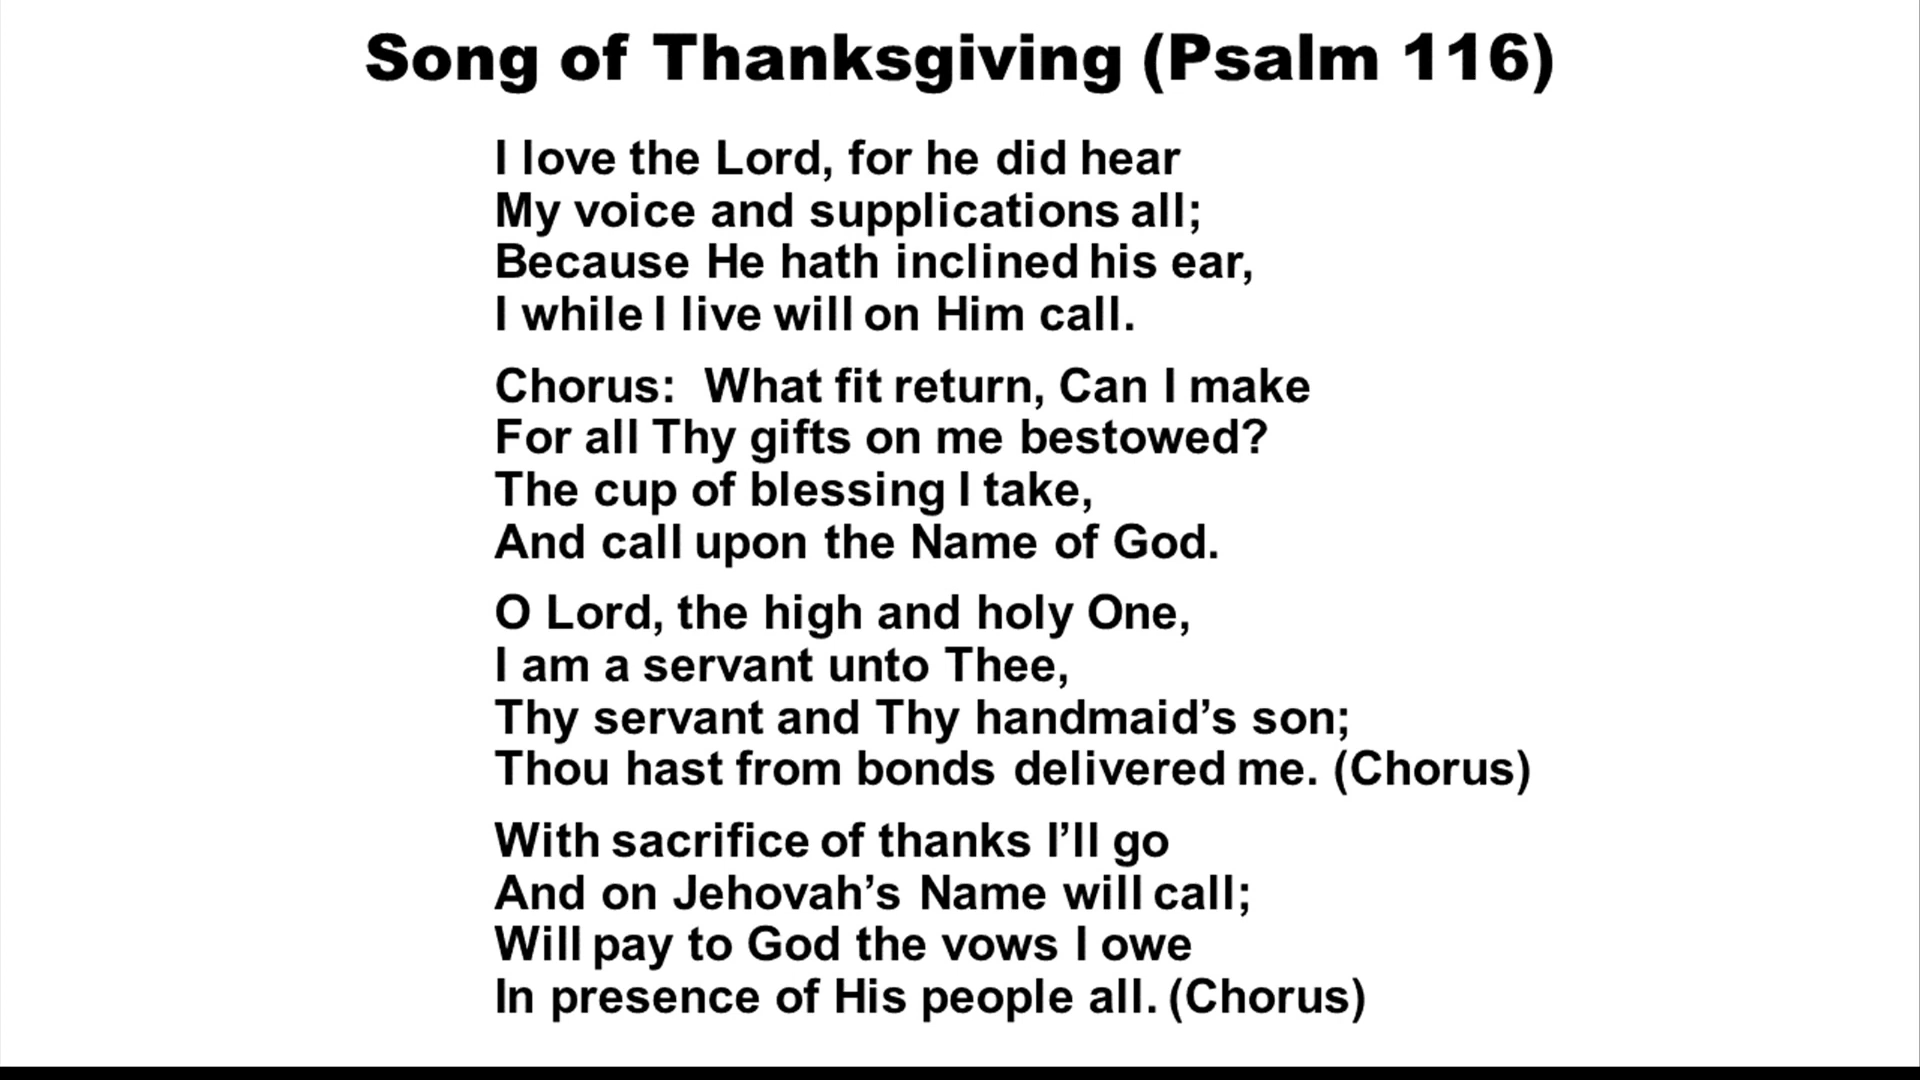 Song of Thanksgiving (Psalm 116)
I love the Lord, for he did hear
My voice and supplications all;
Because He hath inclined his ear,
I while I live will on Him call.
Chorus:  What fit return, Can I make
For all Thy gifts on me bestowed?
The cup of blessing I take,
And call upon the Name of God.
O Lord, the high and holy One,
I am a servant unto Thee,
Thy servant and Thy handmaid’s son;
Thou hast from bonds delivered me. (Chorus)
With sacrifice of thanks I’ll go
And on Jehovah’s Name will call;
Will pay to God the vows I owe
In presence of His people all. (Chorus)